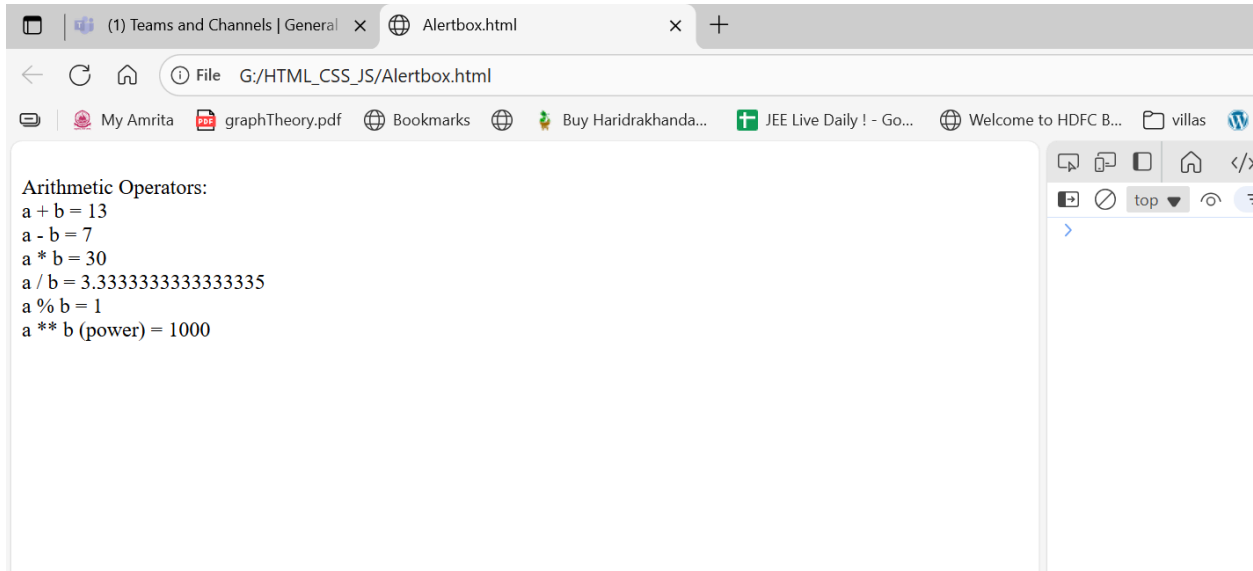 (1) Teams and Channels | General
Alertbox.html
File G:/HTML_CSS_JS/Alertbox.html
My Amrita
PDF
graphTheory.pdf
Bookmarks
Buy Haridrakhanda...
JEE Live Daily ! - Go...
Welcome to HDFC B...
villas
Arithmetic Operators:
a + b = 13
a - b = 7
a * b = 30
a / b = 3.3333333333333335
a % b = 1
a ** b (power) = 1000
top